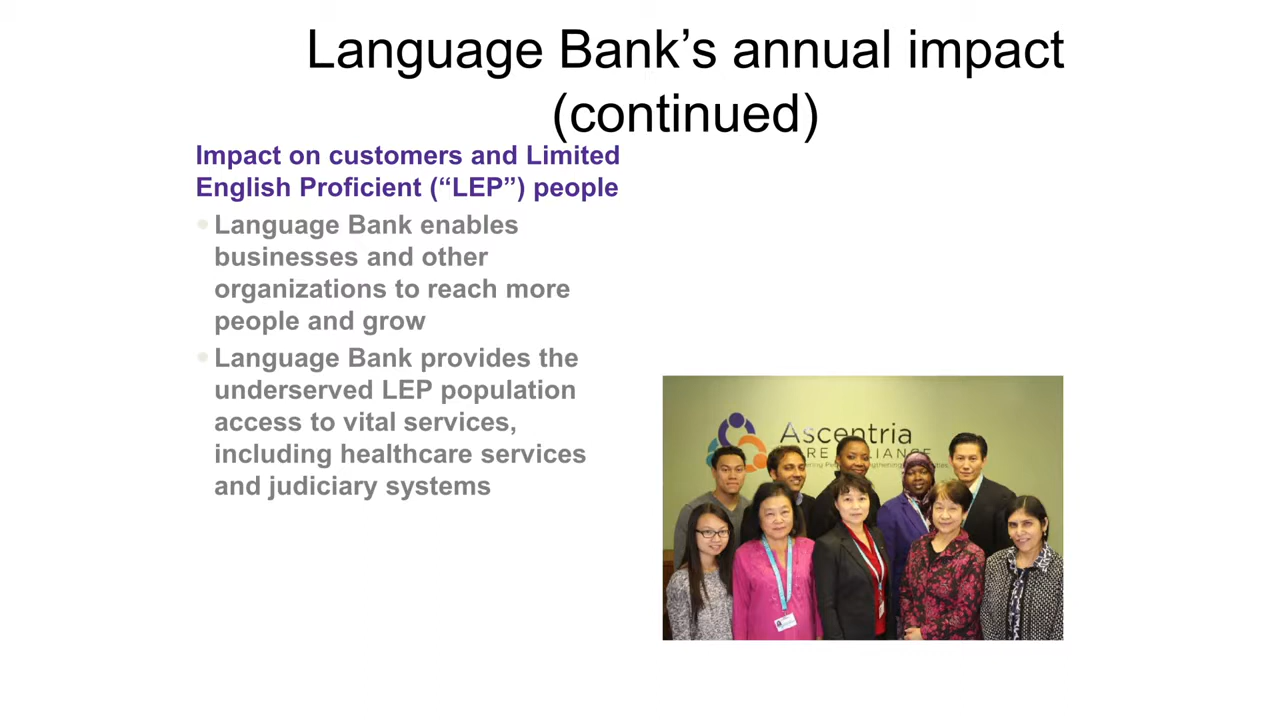 Language Bank’s annual impact
(continued)
Impact on customers and Limited
English Proficient (“LEP”) people
Language Bank enables
businesses and other
organizations to reach more
people and grow
Language Bank provides the
underserved LEP population
access to vital services,
including healthcare services
and judiciary systems
Ascentria